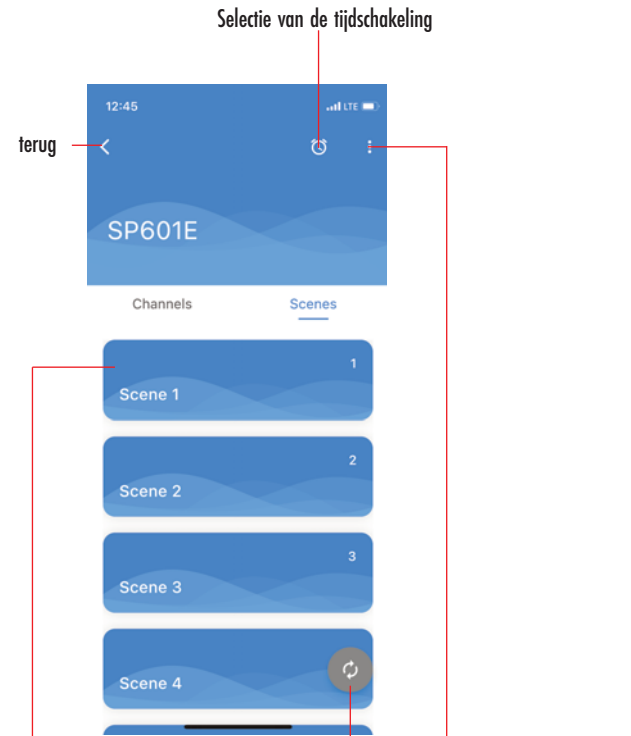 Selectie van de tijdschakeling
12:45 LTE
terug
SP601E
Channels Scenes
1
Scene 1
2
Scene 2
3
Scene 3
Scene 4